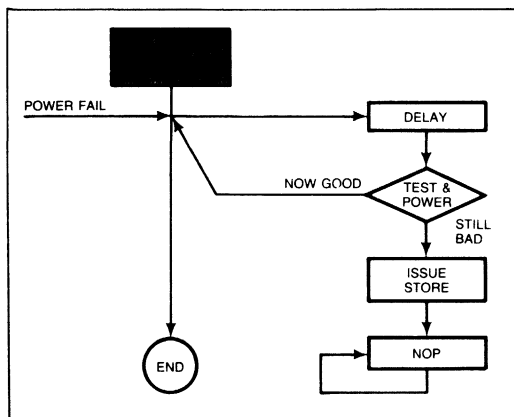 POWER FAIL
DELAY
NOW GOOD
TEST &
POWER
STILL
BAD
ISSUE
STORE
END
NOP